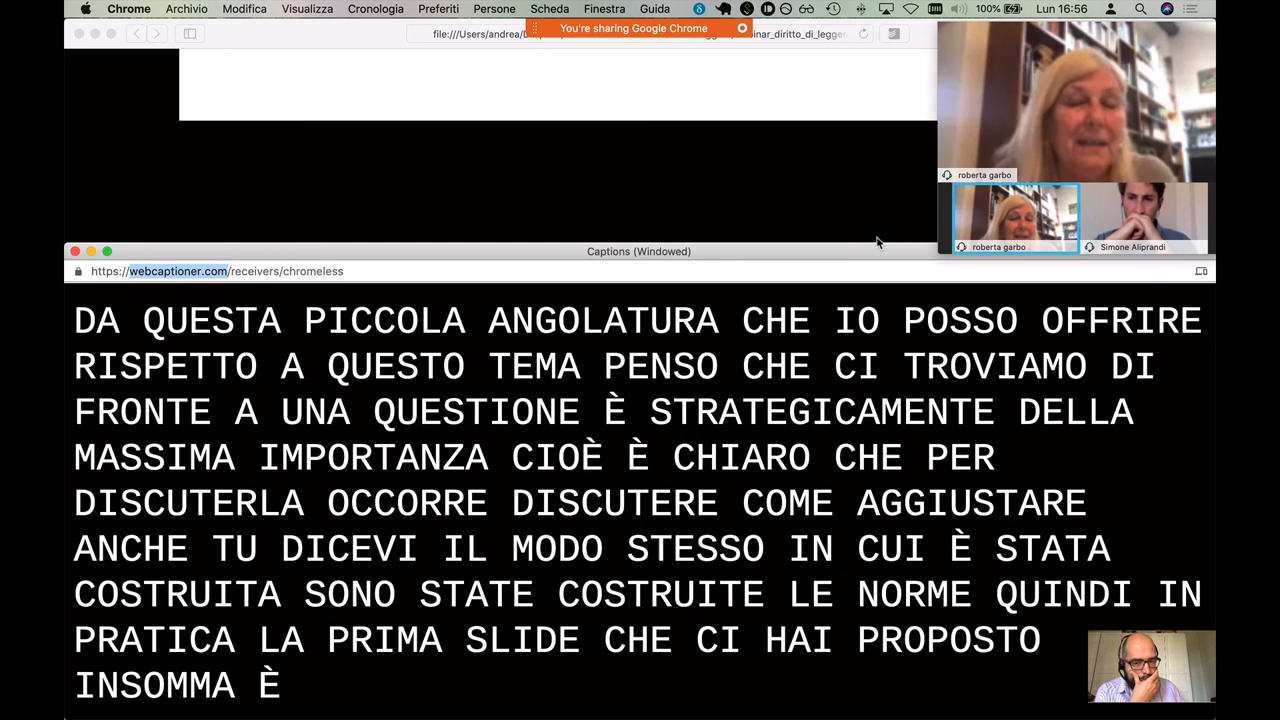 Chrome Archivio Modifica Visualizza Cronologia Preferiti Persone Scheda Finestra Guida 100% Lun 16:56
You're sharing Google Chrome
file:///Users/andrea/ inar_diritto_di_legge
roberta garbo
roberta garbo Simone Aliprandi
Captions (Windowed)
https://webcaptioner.com/receivers/chromeless
DA QUESTA PICCOLA ANGOLATURA CHE IO POSSO OFFRIRE
RISPETTO A QUESTO TEMA PENSO CHE CI TROVIAMO DI
FRONTE A UNA QUESTIONE È STRATEGICAMENTE DELLA
MASSIMA IMPORTANZA CIOÈ È CHIARO CHE PER
DISCUTERLA OCCORRE DISCUTERE COME AGGIUSTARE
ANCHE TU DICEVI IL MODO STESSO IN CUI È STATA
COSTRUITA SONO STATE COSTRUITE LE NORME QUINDI IN
PRATICA LA PRIMA SLIDE CHE CI HAI PROPOSTO
INSOMMA È